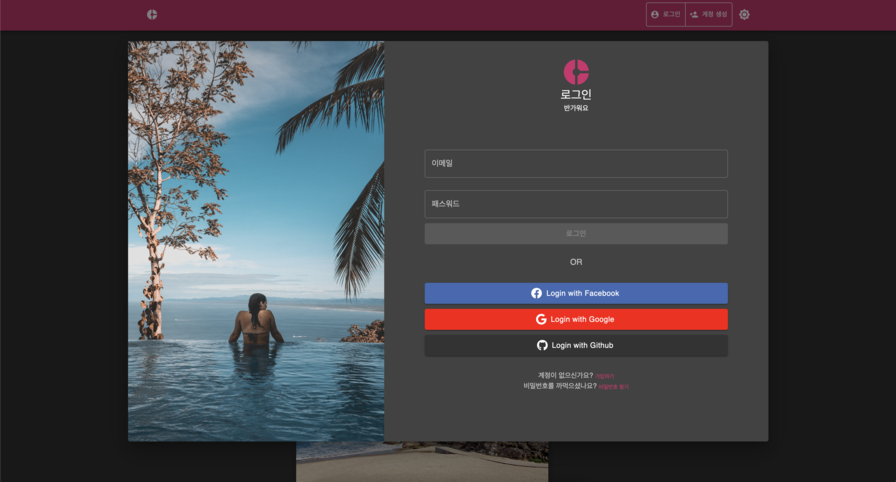 로그인
계정 생성
로그인
반가워요
이메일
패스워드
로그인
OR
Login with Facebook
Login with Google
Login with Github
계정이 없으신가요? 가입하기
비밀번호를 까먹으셨나요? 비밀번호 찾기